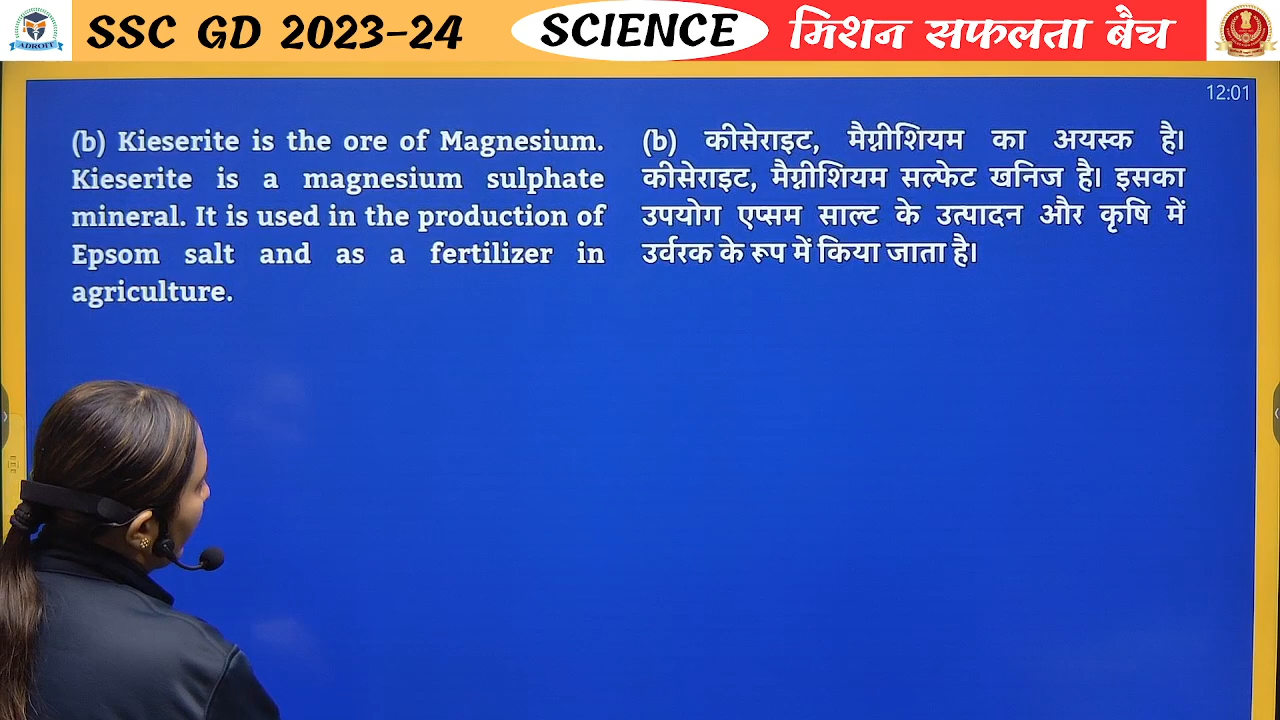 SSC GD 2023-24
SCIENCE
मिशन सफलता बैच
ADROIT
12:01
(b) Kieserite is the ore of Magnesium.
Kieserite is a magnesium sulphate
mineral. It is used in the production of
Epsom salt and as a fertilizer in
agriculture.
(b) कीसेराइट, मैग्नीशियम का अयस्क है।
कीसेराइट, मैग्नीशियम सल्फेट खनिज है। इसका
उपयोग एप्सम साल्ट के उत्पादन और कृषि में
उर्वरक के रूप में किया जाता है।